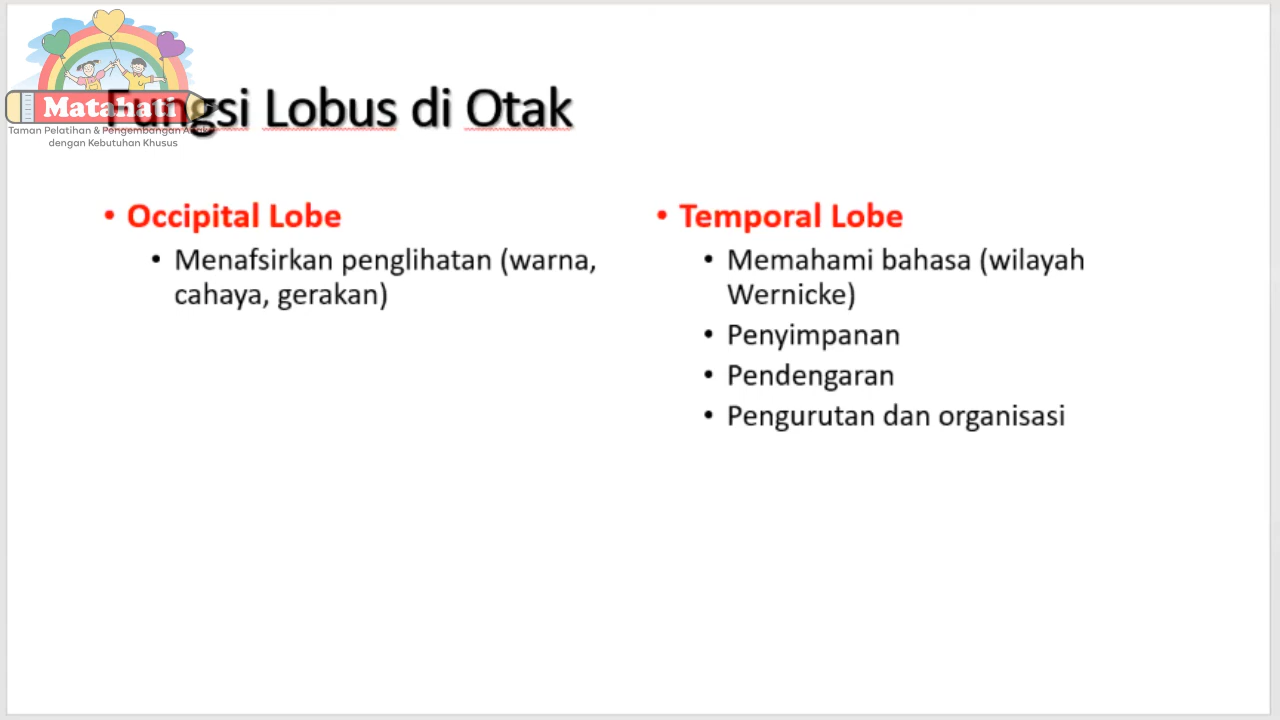 Matahati
Taman Pelatihan & Pengembangan Anak
dengan Kebutuhan Khusus
Fungsi Lobus di Otak
• Occipital Lobe
• Menafsirkan penglihatan (warna,
cahaya, gerakan)
• Temporal Lobe
• Memahami bahasa (wilayah
Wernicke)
• Penyimpanan
• Pendengaran
• Pengurutan dan organisasi